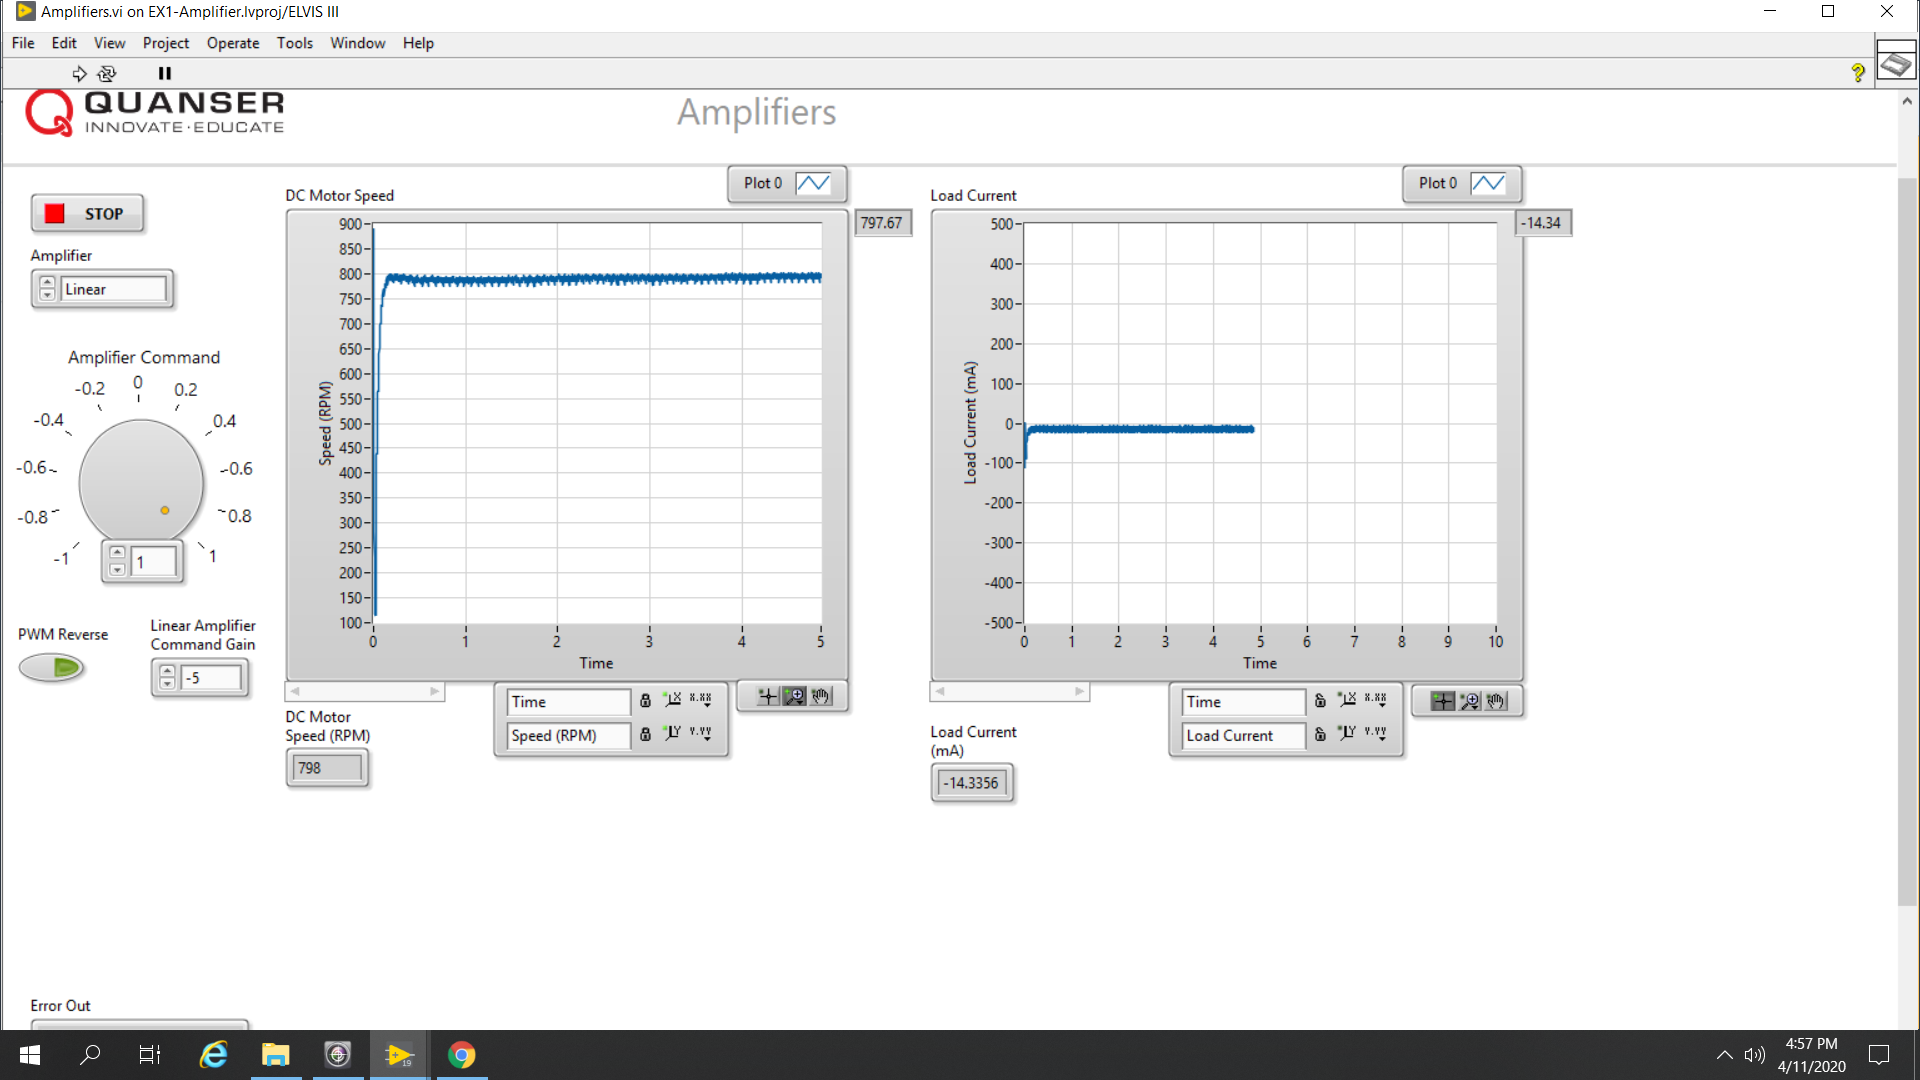 Amplifiers.vi on EX1-Amplifier.lvproj/ELVIS III
File Edit View Project Operate Tools Window Help
QUANSER
INNOVATE·EDUCATE
Amplifiers
STOP
Amplifier
Linear
Amplifier Command
0
-0.2 0.2
-0.4 0.4
-0.6 -0.6
-0.8 0.8
-1 1
1
PWM Reverse
Linear Amplifier
Command Gain
-5
DC Motor Speed
Plot 0
797.67
900
850
800
750
700
650
600
550
500
450
400
350
300
250
200
150
100
Speed (RPM)
0 1 2 3 4 5
Time
Time
Speed (RPM)
X.XX
Y.YY
DC Motor
Speed (RPM)
798
Load Current
Plot 0
-14.34
500
400
300
200
100
0
-100
-200
-300
-400
-500
Load Current (mA)
0 1 2 3 4 5 6 7 8 9 10
Time
Time
Load Current
X.XX
Y.YY
Load Current
(mA)
-14.3356
Error Out
19
4:57 PM
4/11/2020